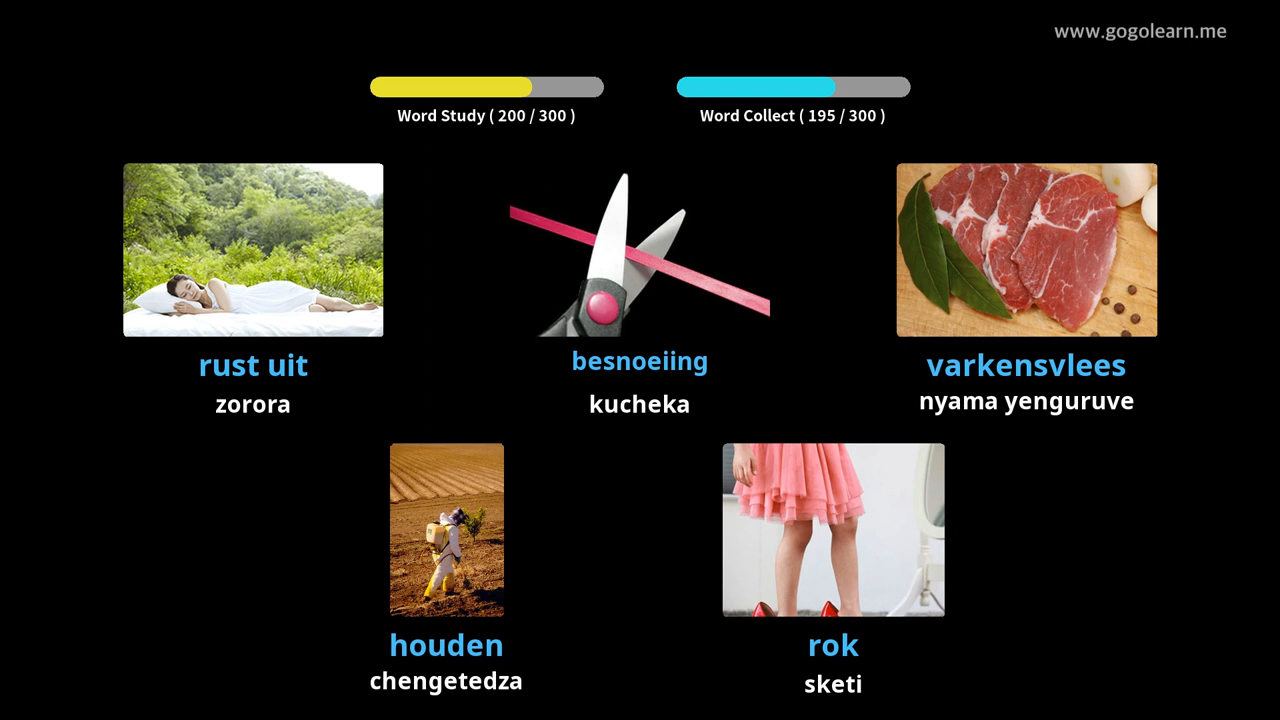 www.gogolearn.me
Word Study ( 200 / 300 )
Word Collect ( 195 / 300 )
rust uit
zorora
besnoeiing
kucheka
varkensvlees
nyama yenguruve
houden
chengetedza
rok
sketi